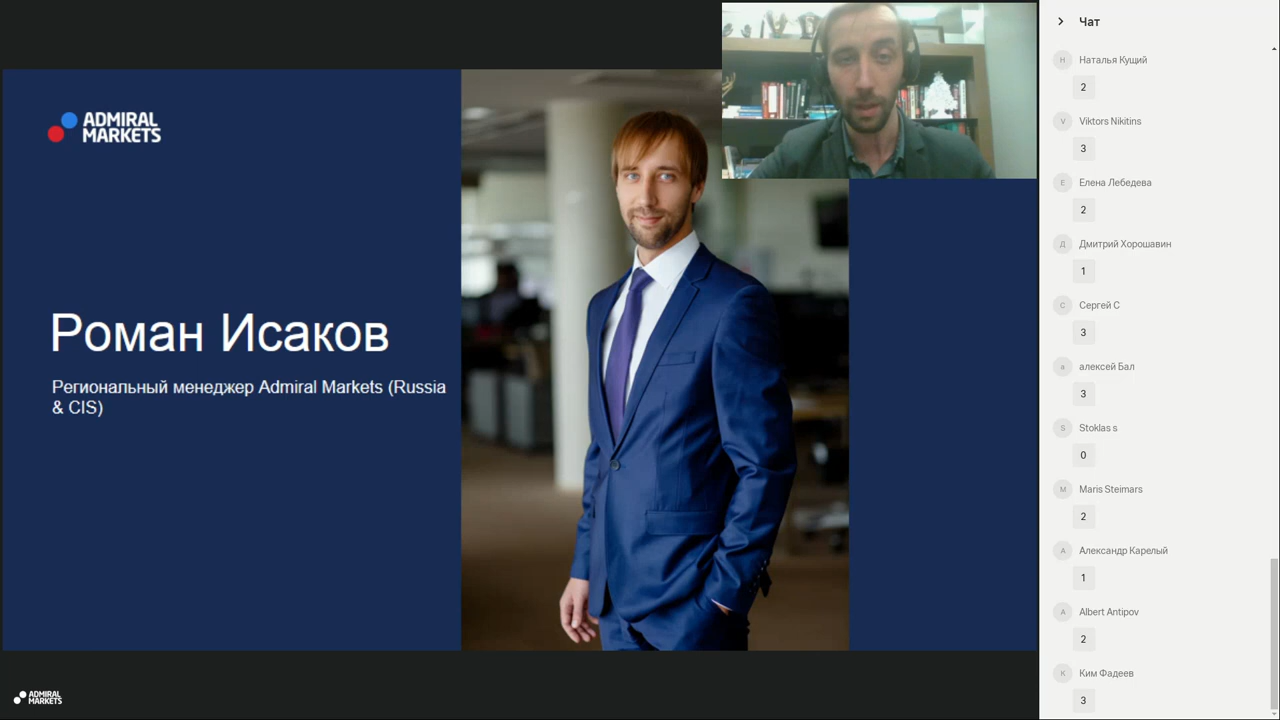 ADMIRAL
MARKETS
Роман Исаков
Региональный менеджер Admiral Markets (Russia
& CIS)
ADMIRAL
MARKETS
Чат
Н Наталья Кущий
2
V Viktors Nikitins
3
Е Елена Лебедева
2
Д Дмитрий Хорошавин
1
С Сергей С
3
а алексей Бал
3
S Stoklas s
0
M Maris Steimars
2
А Александр Карелый
1
A Albert Antipov
2
К Ким Фадеев
3